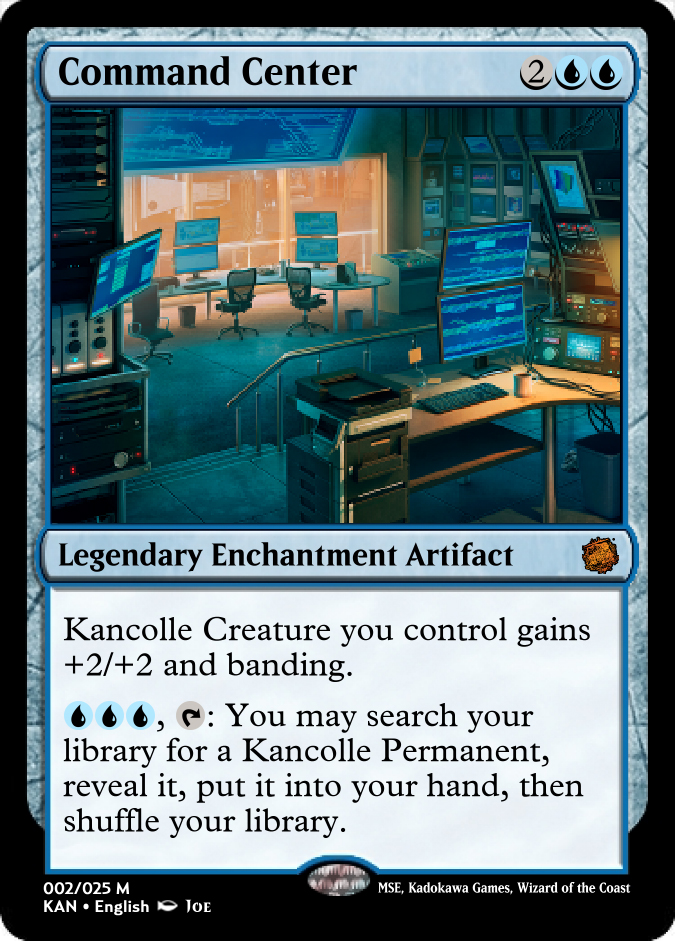 Command Center 2
Legendary Enchantment Artifact
Kancolle Creature you control gains
+2/+2 and banding.
, : You may search your
library for a Kancolle Permanent,
reveal it, put it into your hand, then
shuffle your library.
002/025 M
KAN • English Joe
MSE, Kadokawa Games, Wizard of the Coast